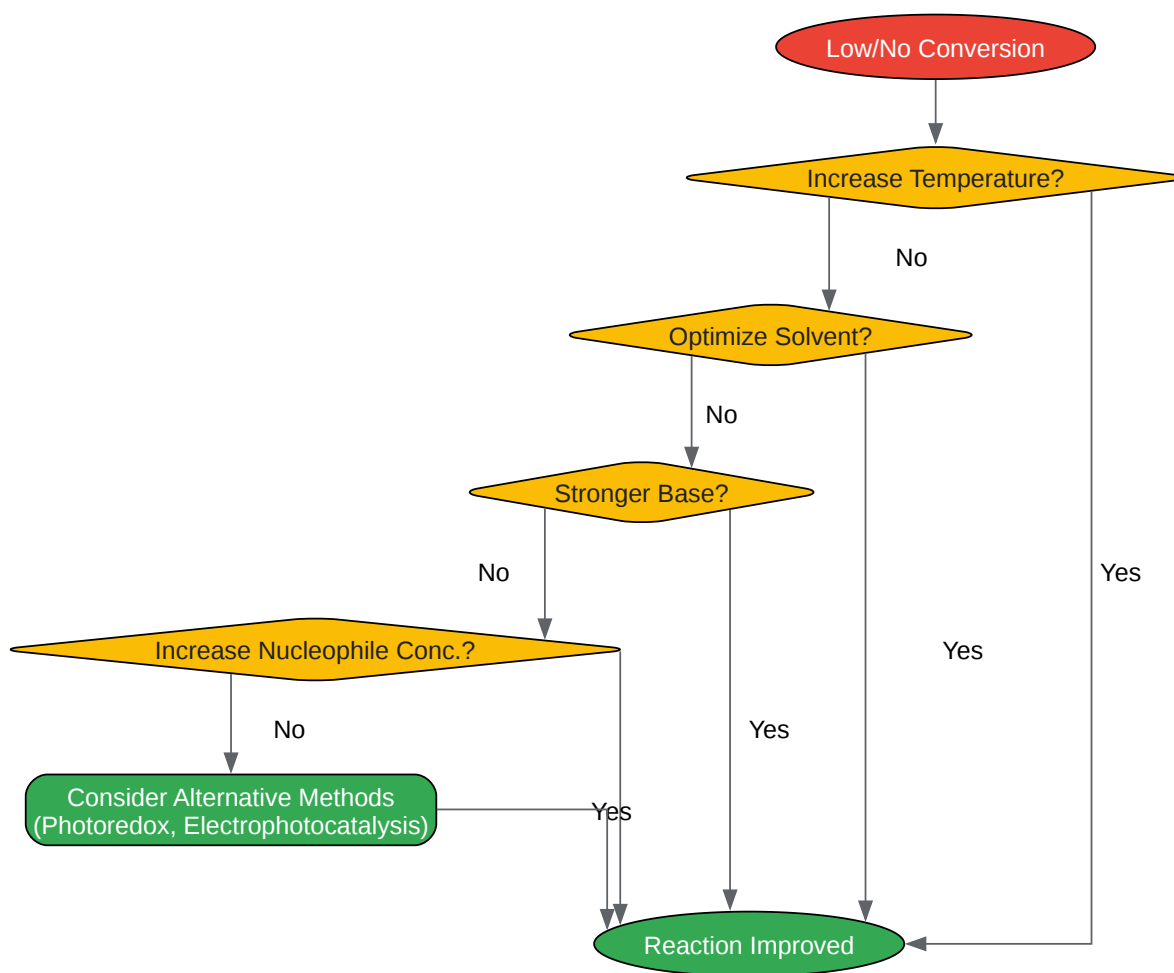 Low/No Conversion
Increase Temperature?
No
Optimize Solvent?
No
Stronger Base?
No
Yes
Increase Nucleophile Conc.?
Yes
No
Yes
Consider Alternative Methods
(Photoredox, Electrophotocatalysis)
Yes
Reaction Improved